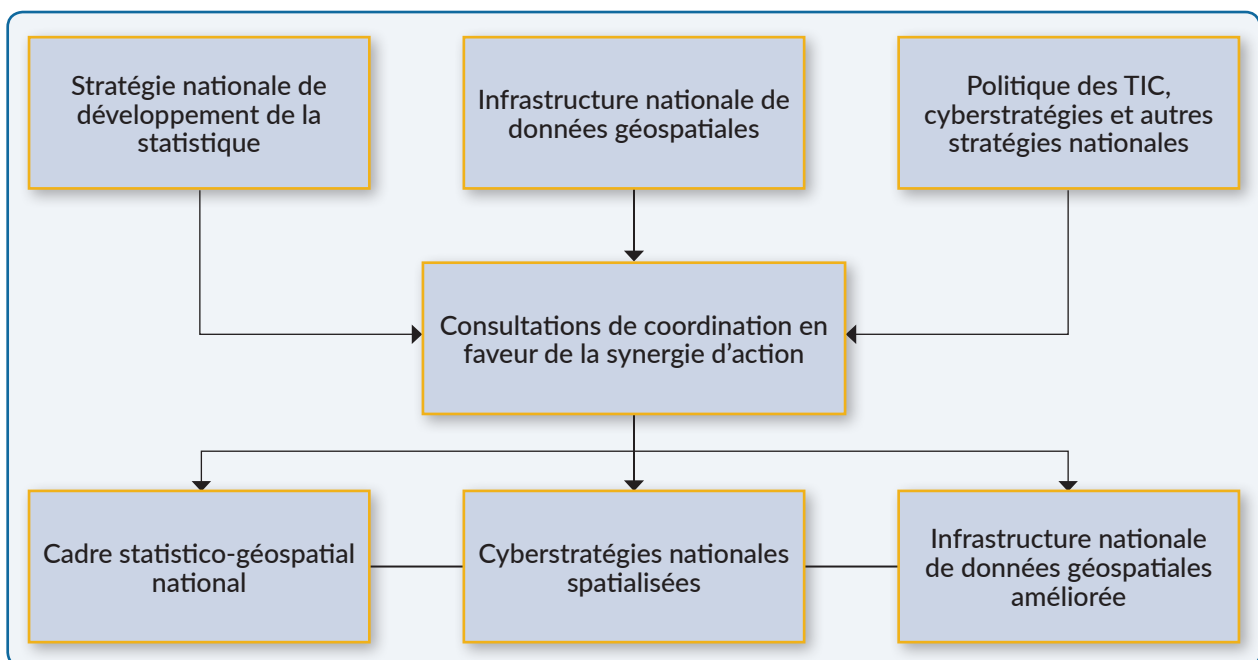 Stratégie nationale de
développement de la
statistique
Infrastructure nationale de
données géospatiales
Politique des TIC,
cyberstratégies et autres
stratégies nationales
Consultations de coordination en
faveur de la synergie d’action
Cadre statistico-géospatial
national
Cyberstratégies nationales
spatialisées
Infrastructure nationale
de données géospatiales
améliorée